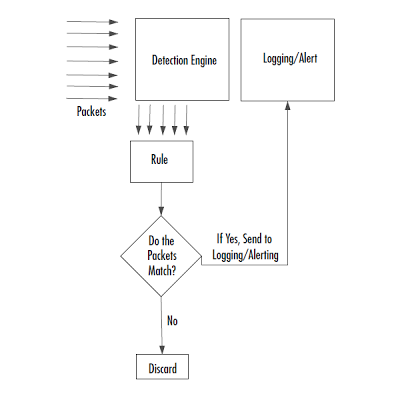 Detection Engine
Logging/Alert
Packets
Rule
Do the
Packets
Match?
If Yes, Send to
Logging/Alerting
No
Discard